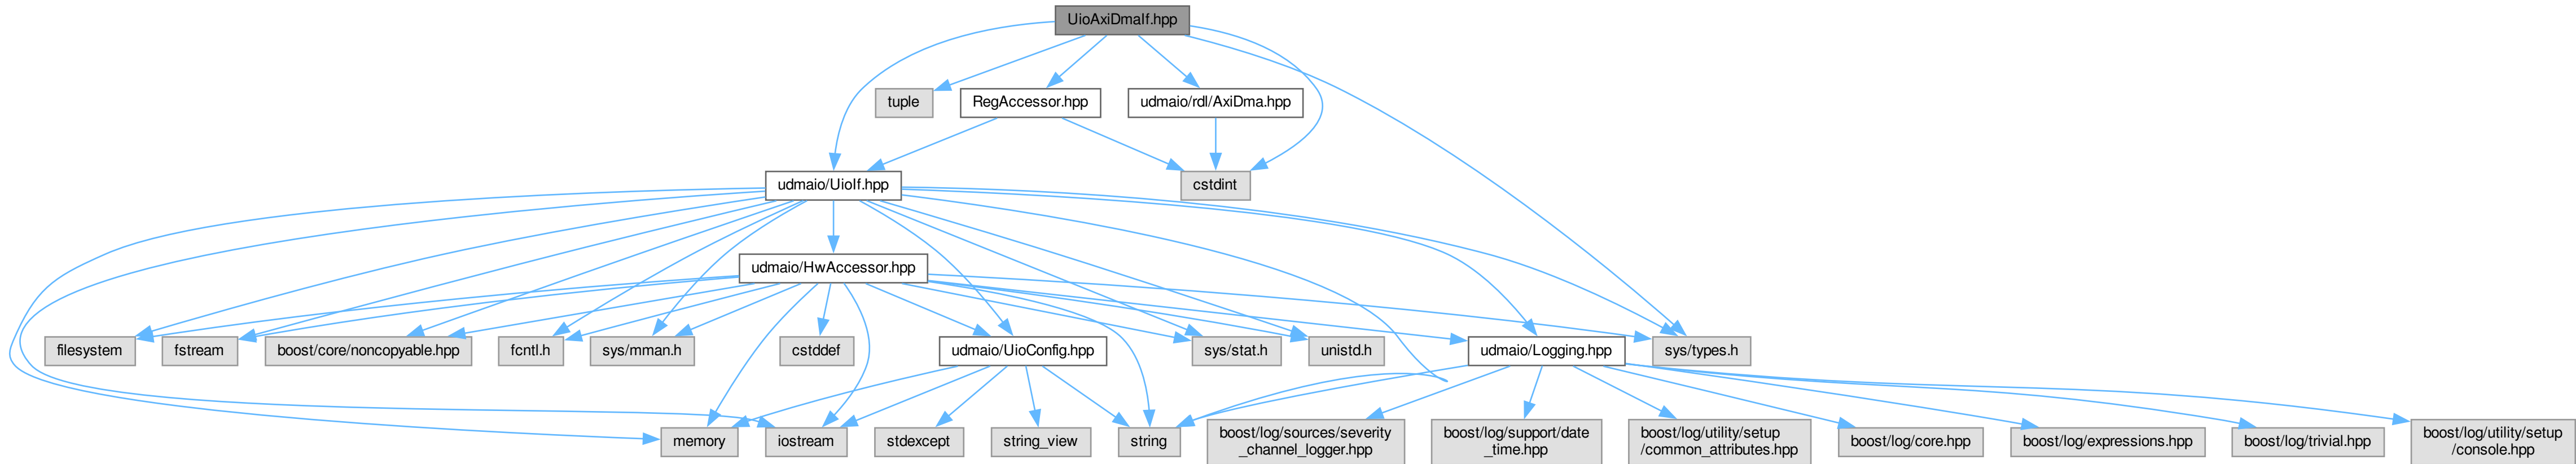 UioAxiDmaIf.hpp
tuple
RegAccessor.hpp
udmaio/rdl/AxiDma.hpp
udmaio/UioIf.hpp
cstdint
udmaio/HwAccessor.hpp
filesystem
fstream
boost/core/noncopyable.hpp
fcntl.h
sys/mman.h
cstddef
udmaio/UioConfig.hpp
sys/stat.h
unistd.h
udmaio/Logging.hpp
sys/types.h
memory
iostream
stdexcept
string_view
string
boost/log/sources/severity
_channel_logger.hpp
boost/log/support/date
_time.hpp
boost/log/utility/setup
/common_attributes.hpp
boost/log/core.hpp
boost/log/expressions.hpp
boost/log/trivial.hpp
boost/log/utility/setup
/console.hpp